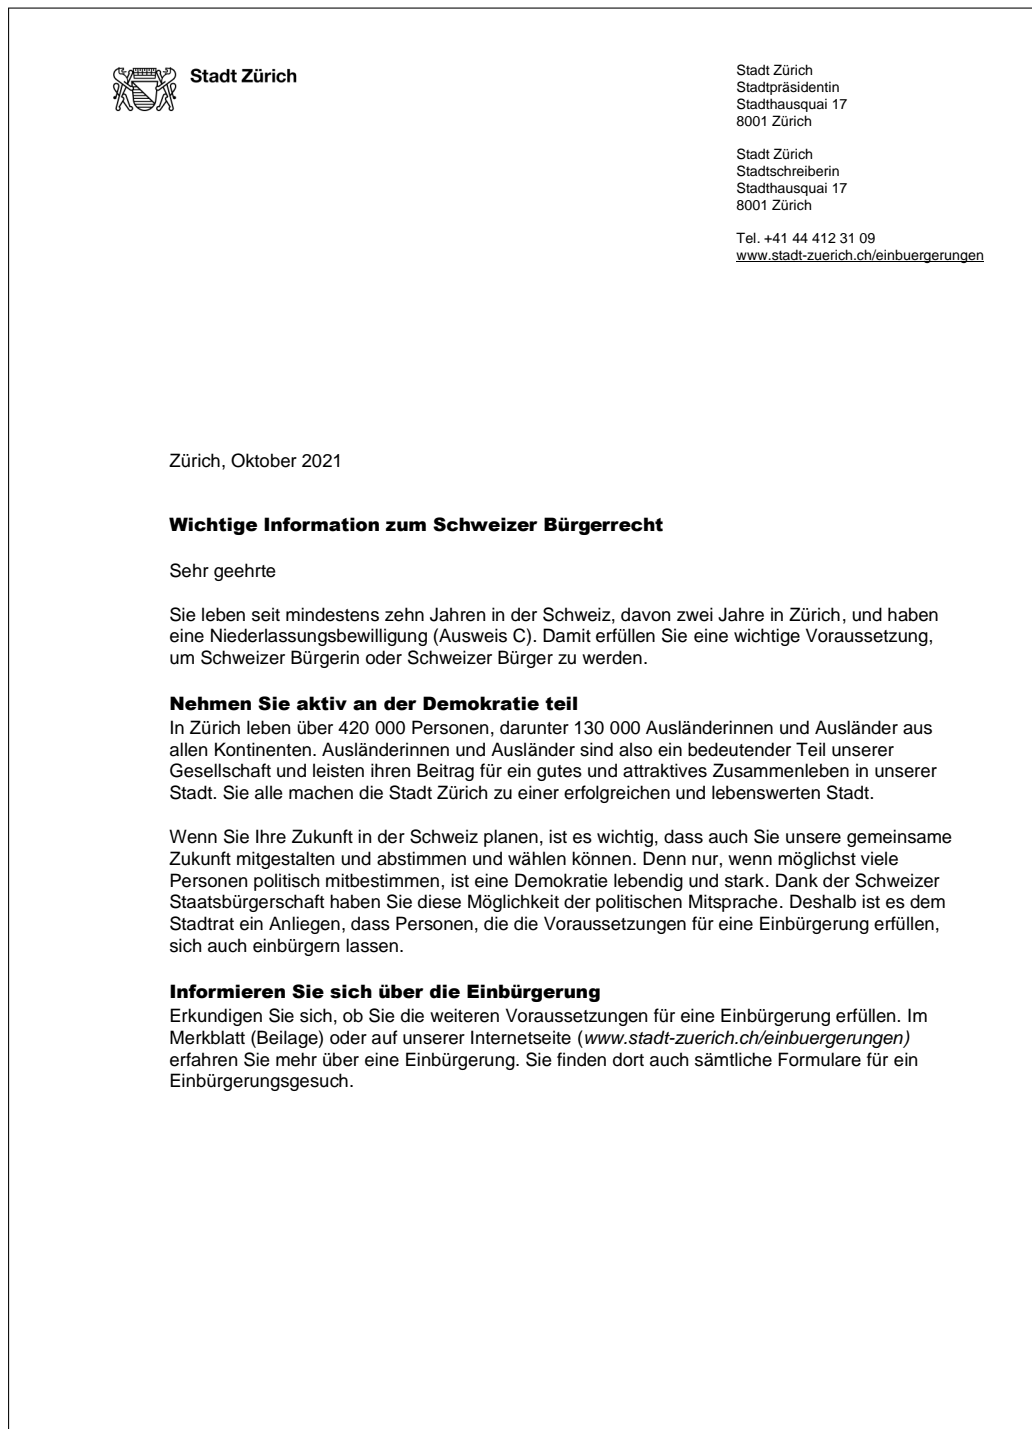 Stadt Zürich
Stadt Zürich
Stadtpräsidentin
Stadthausquai 17
8001 Zürich
Stadt Zürich
Stadtschreiberin
Stadthausquai 17
8001 Zürich
Tel. +41 44 412 31 09
www.stadt-zuerich.ch/einbuergerungen
Zürich, Oktober 2021
Wichtige Information zum Schweizer Bürgerrecht
Sehr geehrte
Sie leben seit mindestens zehn Jahren in der Schweiz, davon zwei Jahre in Zürich, und haben
eine Niederlassungsbewilligung (Ausweis C). Damit erfüllen Sie eine wichtige Voraussetzung,
um Schweizer Bürgerin oder Schweizer Bürger zu werden.
Nehmen Sie aktiv an der Demokratie teil
In Zürich leben über 420 000 Personen, darunter 130 000 Ausländerinnen und Ausländer aus
allen Kontinenten. Ausländerinnen und Ausländer sind also ein bedeutender Teil unserer
Gesellschaft und leisten ihren Beitrag für ein gutes und attraktives Zusammenleben in unserer
Stadt. Sie alle machen die Stadt Zürich zu einer erfolgreichen und lebenswerten Stadt.
Wenn Sie Ihre Zukunft in der Schweiz planen, ist es wichtig, dass auch Sie unsere gemeinsame
Zukunft mitgestalten und abstimmen und wählen können. Denn nur, wenn möglichst viele
Personen politisch mitbestimmen, ist eine Demokratie lebendig und stark. Dank der Schweizer
Staatsbürgerschaft haben Sie diese Möglichkeit der politischen Mitsprache. Deshalb ist es dem
Stadtrat ein Anliegen, dass Personen, die die Voraussetzungen für eine Einbürgerung erfüllen,
sich auch einbürgern lassen.
Informieren Sie sich über die Einbürgerung
Erkundigen Sie sich, ob Sie die weiteren Voraussetzungen für eine Einbürgerung erfüllen. Im
Merkblatt (Beilage) oder auf unserer Internetseite (www.stadt-zuerich.ch/einbuergerungen)
erfahren Sie mehr über eine Einbürgerung. Sie finden dort auch sämtliche Formulare für ein
Einbürgerungsgesuch.